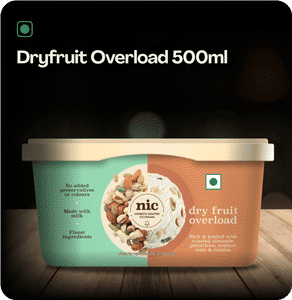 Dryfruit Overload 500ml
No added
preservatives
or colours
Made with
milk
Finest
ingredients
nic
dry fruit
overload
Rich & loaded with
roasted almonds,
pistachios, cashew
nuts & raisins